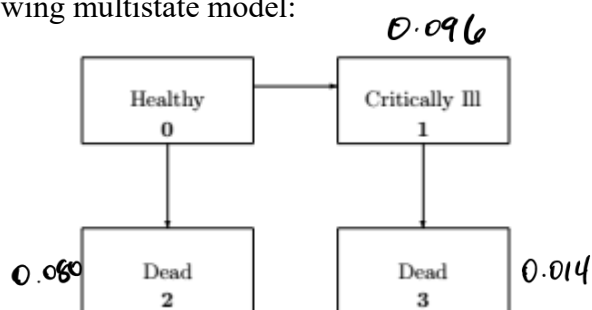 wing multistate model:
0.096
Healthy
Critically Ill
0
1
0.080
Dead
Dead
0.014
2
3